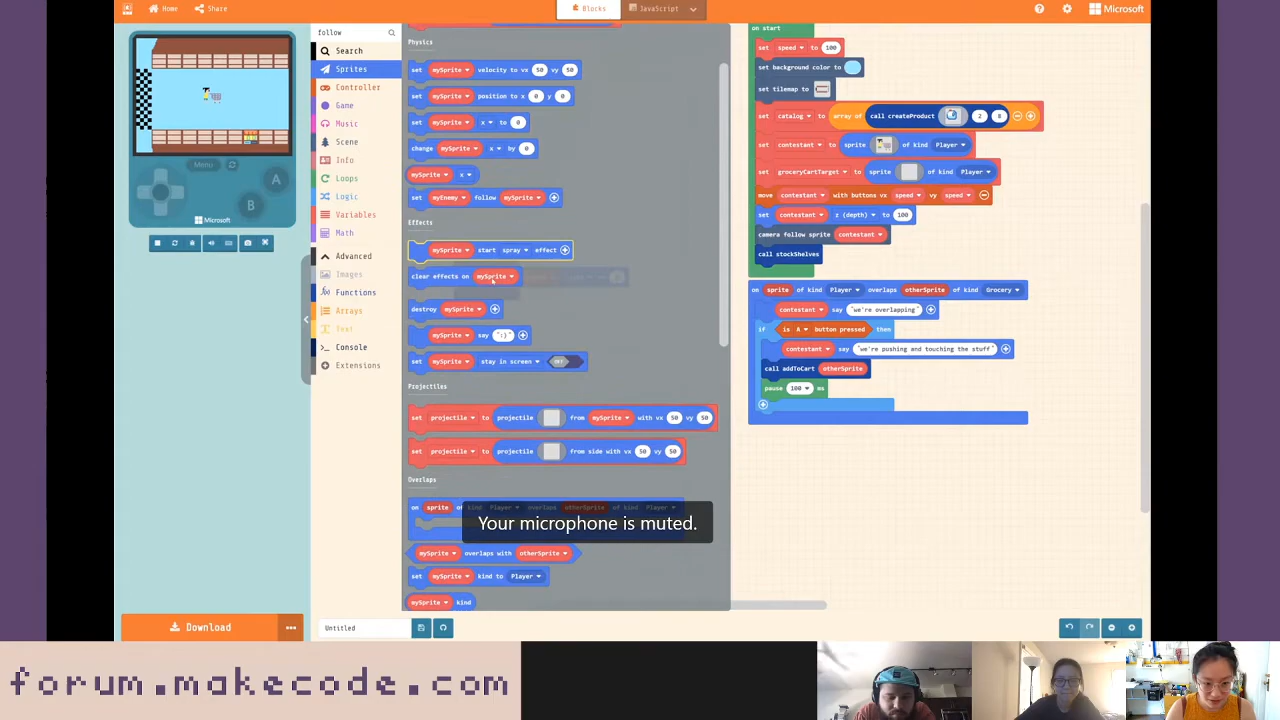 Home
Share
Blocks
JavaScript
Microsoft
Menu
A
B
Microsoft
Download
follow
Search
Sprites
Controller
Game
Music
Scene
Info
Loops
Logic
Variables
Math
Advanced
Images
Functions
Arrays
Text
Console
Extensions
Physics
set mySprite velocity to vx 50 vy 50
set mySprite position to x 0 y 0
set mySprite x to 0
change mySprite x by 0
mySprite x
set myEnemy follow mySprite
Effects
mySprite start spray effect
clear effects on mySprite
destroy mySprite
mySprite say ":)"
set mySprite stay in screen OFF
Projectiles
set projectile to projectile from mySprite with vx 50 vy 50
set projectile to projectile from side with vx 50 vy 50
Overlaps
on sprite of kind Player overlaps otherSprite of kind Player
Your microphone is muted.
mySprite overlaps with otherSprite
set mySprite kind to Player
mySprite kind
on start
set speed to 100
set background color to
set tilemap to
set catalog to array of call createProduct 2 8
set contestant to sprite of kind Player
set groceryCartTarget to sprite of kind Player
move contestant with buttons vx speed vy speed
set contestant z (depth) to 100
camera follow sprite contestant
call stockShelves
on sprite of kind Player overlaps otherSprite of kind Grocery
contestant say "we're overlapping"
if is A button pressed then
contestant say "we're pushing and touching the stuff"
call addToCart otherSprite
pause 100 ms
Untitled
forum.makecode.com